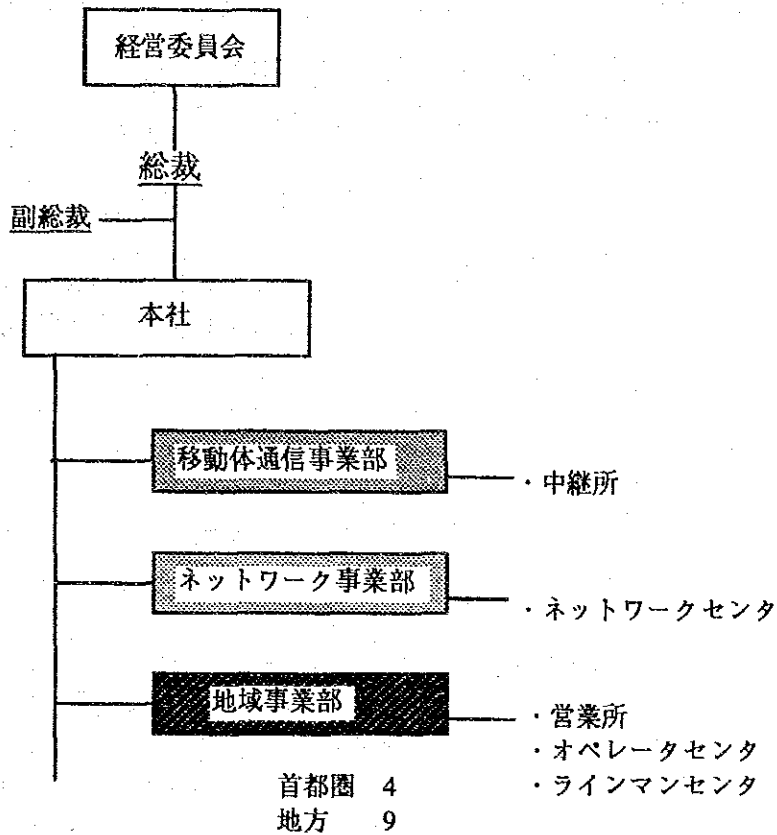 経営委員会
総裁
副総裁
本社
移動体通信事業部
・中継所
ネットワーク事業部
・ネットワークセンタ
地域事業部
・営業所
・オペレータセンタ
・ラインマンセンタ
首都圏 4
地方 9